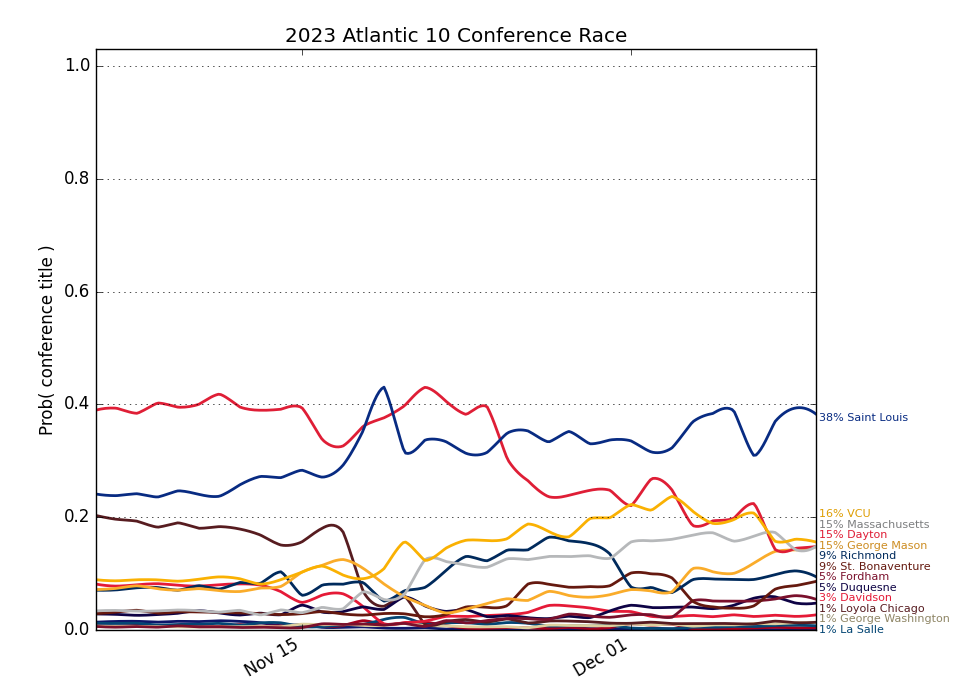 2023 Atlantic 10 Conference Race
Prob( conference title )
1.0
0.8
0.6
0.4
0.2
0.0
Nov 15
Dec 01
38% Saint Louis
16% VCU
15% Massachusetts
15% Dayton
15% George Mason
9% Richmond
9% St. Bonaventure
5% Fordham
5% Duquesne
3% Davidson
1% Loyola Chicago
1% George Washington
1% La Salle